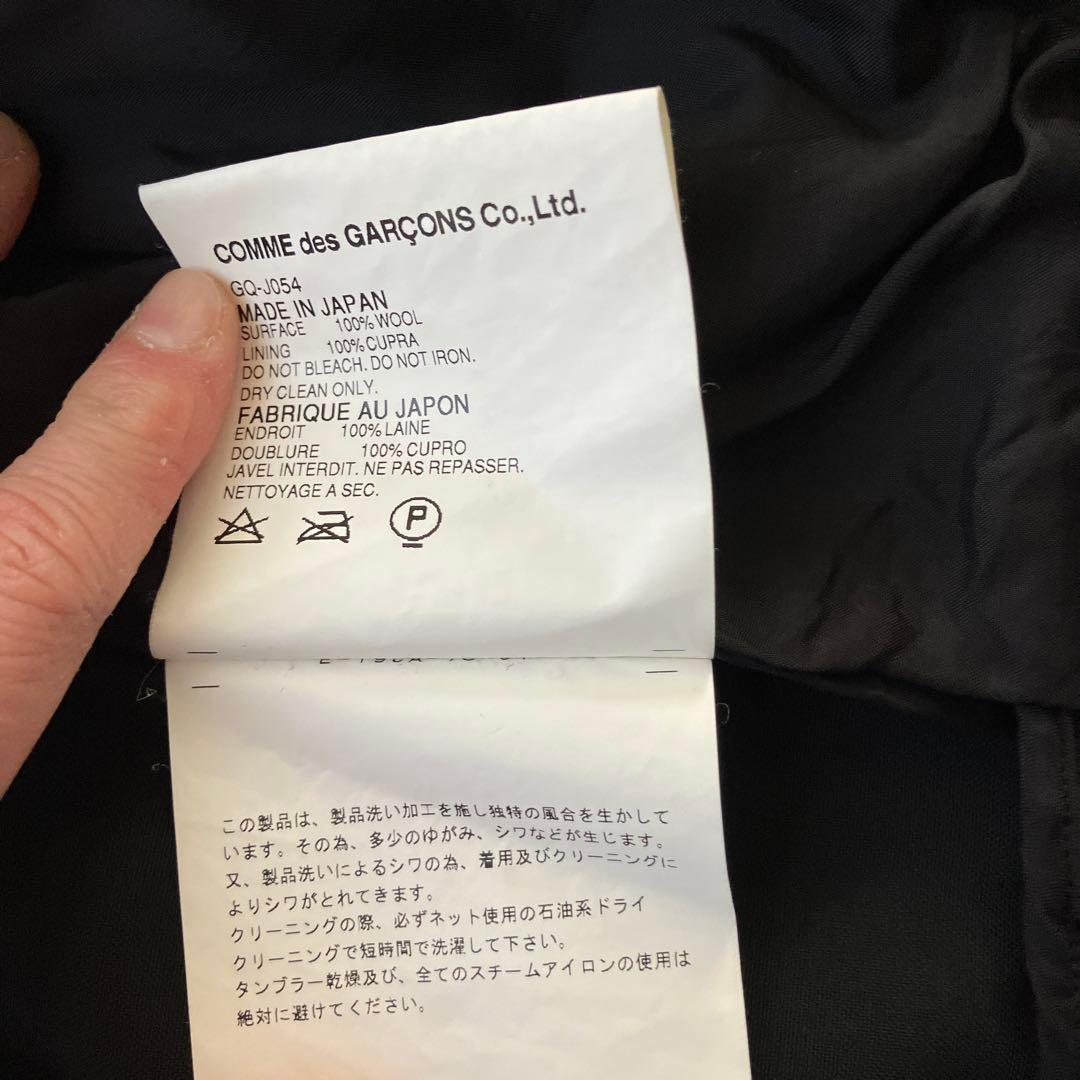 COMME des GARÇONS Co.,Ltd.
GQ-J054
MADE IN JAPAN
SURFACE 100% WOOL
LINING 100% CUPRA
DO NOT BLEACH. DO NOT IRON.
DRY CLEAN ONLY.
FABRIQUE AU JAPON
ENDROIT 100% LAINE
DOUBLURE 100% CUPRO
JAVEL INTERDIT. NE PAS REPASSER.
NETTOYAGE A SEC.
P
この製品は、製品洗い加工を施し独特の風合を生かして
います。その為、多少のゆがみ、シワなどが生じます。
又、製品洗いによるシワの為、着用及びクリーニングに
よりシワがとれてきます。
クリーニングの際、必ずネット使用の石油系ドライ
クリーニングで短時間で洗濯して下さい。
タンブラー乾燥及び、全てのスチームアイロンの使用は
絶対に避けてください。